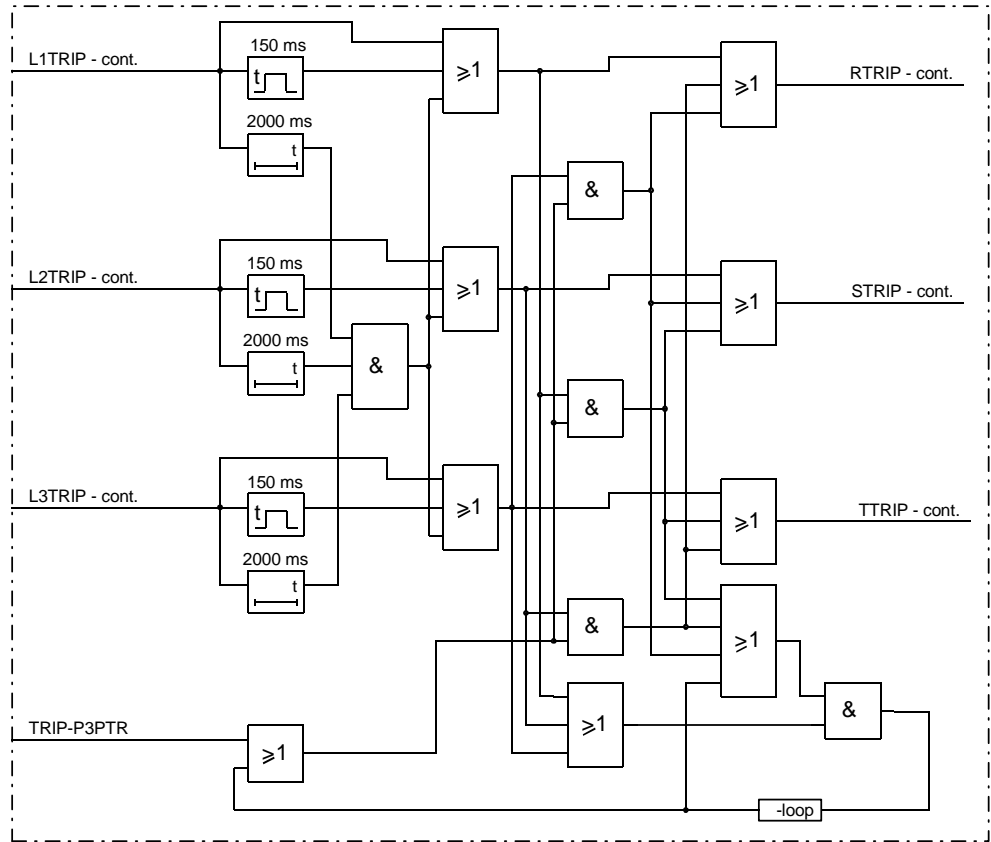 150 ms
L1TRIP - cont.
t
≥1
RTRIP - cont.
≥1
2000 ms
t
&
150 ms
L2TRIP - cont.
t
≥1
STRIP - cont.
≥1
2000 ms
t
&
&
150 ms
L3TRIP - cont.
t
≥1
TTRIP - cont.
≥1
2000 ms
t
&
≥1
TRIP-P3PTR
≥1
≥1
&
-loop